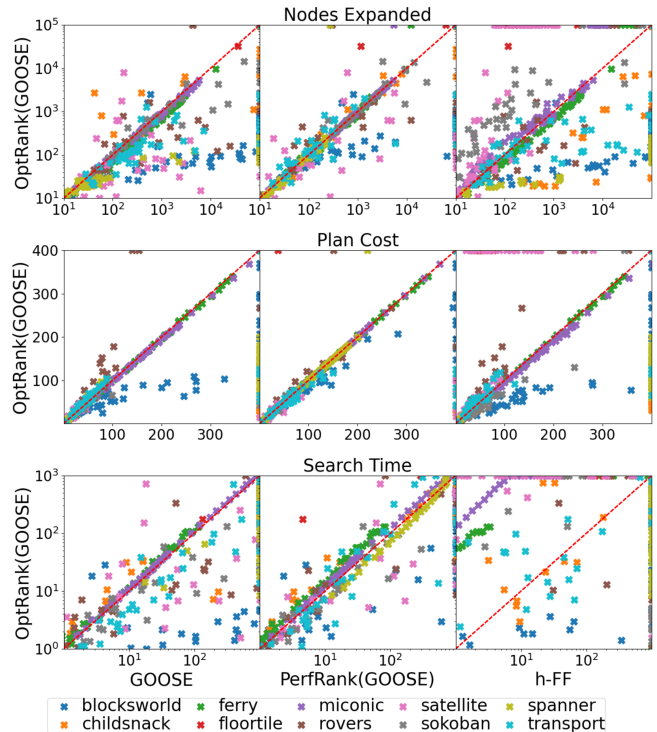 Nodes Expanded
OptRank(GOOSE)
10^5
10^4
10^3
10^2
10^1
10^1 10^2 10^3 10^4 10^1 10^2 10^3 10^4 10^1 10^2 10^3 10^4
Plan Cost
OptRank(GOOSE)
400
300
200
100
100 200 300 100 200 300 100 200 300
Search Time
OptRank(GOOSE)
10^3
10^2
10^1
10^0
10^1 10^2 10^1 10^2 10^1 10^2
GOOSE PerfRank(GOOSE) h-FF
blocksworld ferry miconic satellite spanner
childsnack floortile rovers sokoban transport